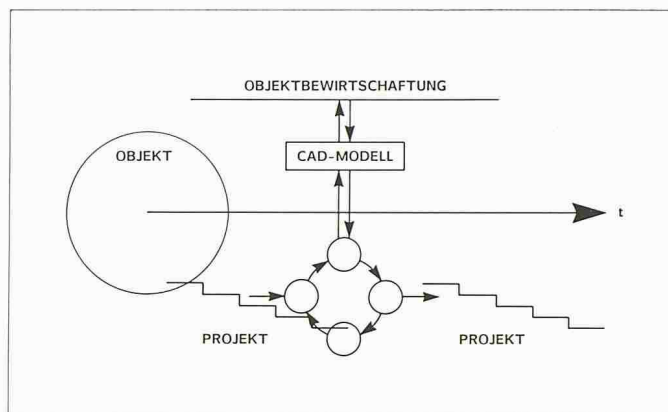 OBJEKTBEWIRTSCHAFTUNG
OBJEKT
CAD-MODELL
t
PROJEKT
PROJEKT